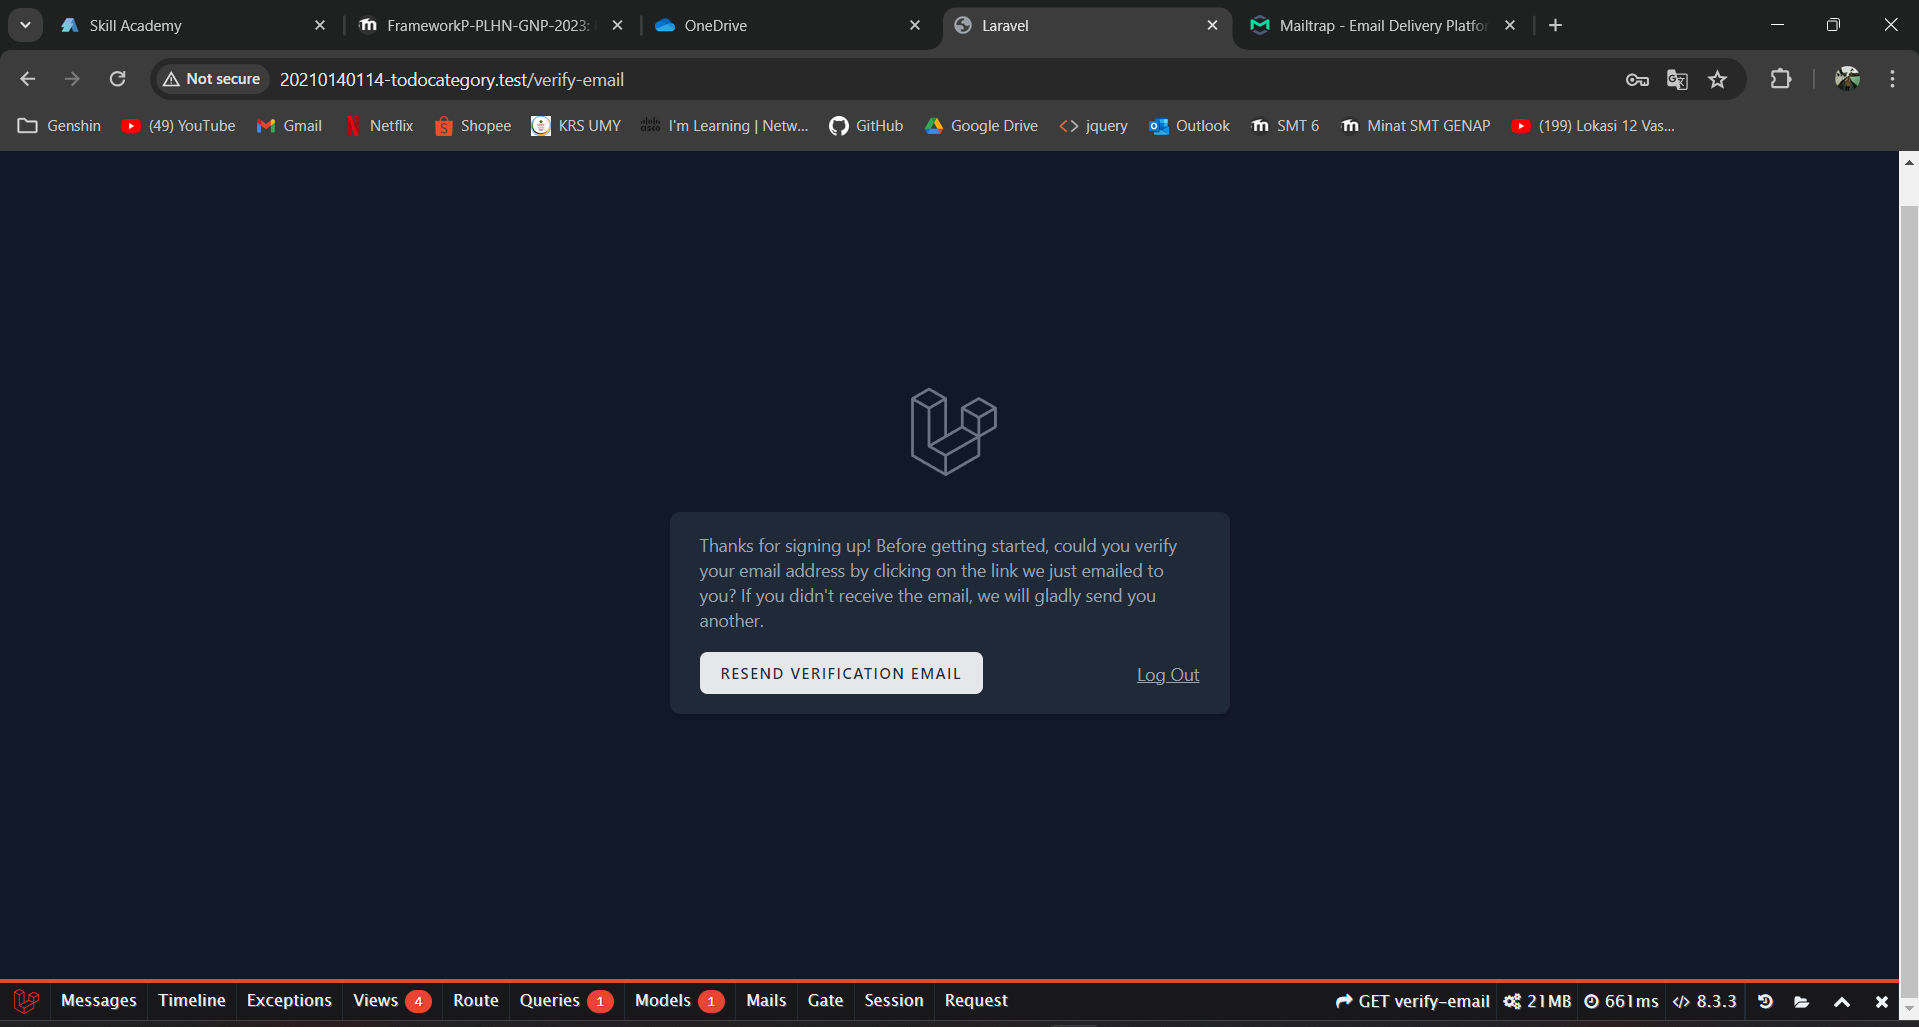 Skill Academy
FrameworkP-PLHN-GNP-2023:
OneDrive
Laravel
Mailtrap - Email Delivery Platfo
Not secure
20210140114-todocategory.test/verify-email
Genshin
(49) YouTube
Gmail
Netflix
Shopee
KRS UMY
I'm Learning | Netw...
GitHub
Google Drive
jquery
Outlook
SMT 6
Minat SMT GENAP
(199) Lokasi 12 Vas...
Thanks for signing up! Before getting started, could you verify
your email address by clicking on the link we just emailed to
you? If you didn't receive the email, we will gladly send you
another.
RESEND VERIFICATION EMAIL
Log Out
Messages
Timeline
Exceptions
Views 4
Route
Queries 1
Models 1
Mails
Gate
Session
Request
GET verify-email
21MB
661ms
8.3.3